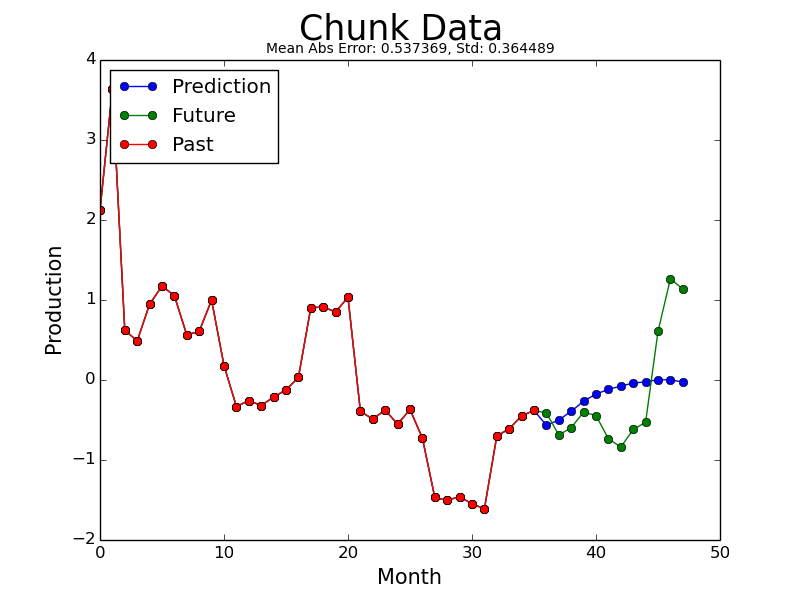 Chunk Data
Mean Abs Error: 0.537369, Std: 0.364489
Prediction
Future
Past
Production
4
3
2
1
0
−1
−2
0 10 20 30 40 50
Month